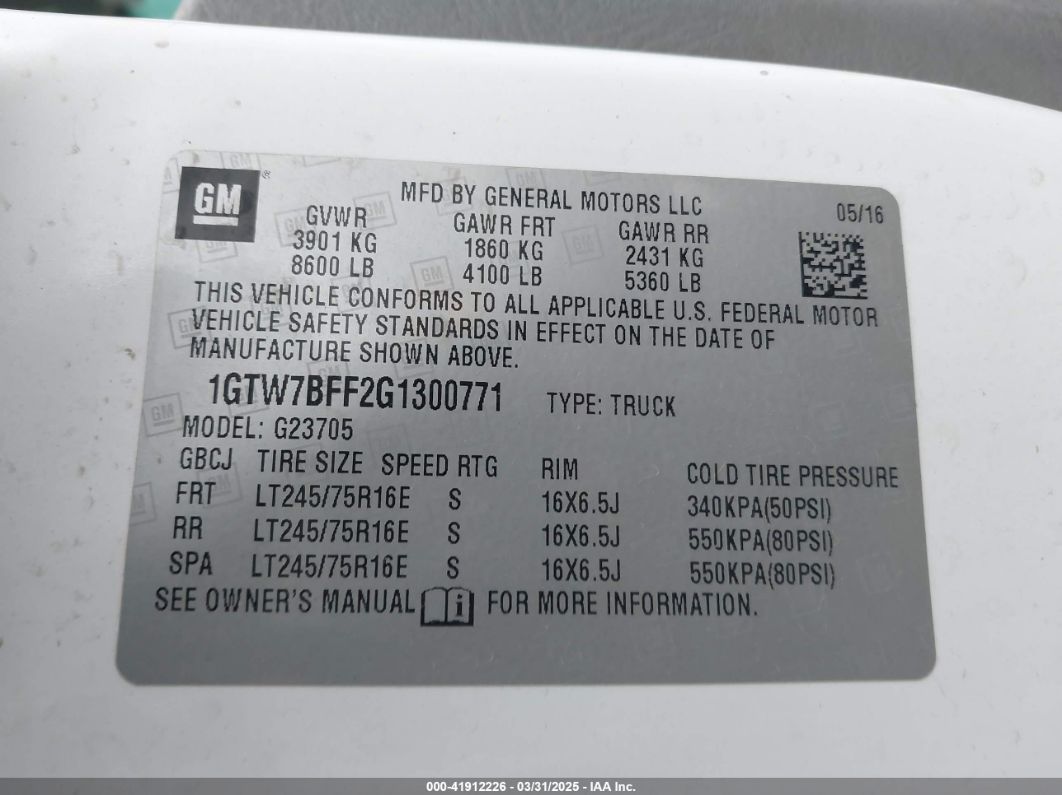 GM ®
MFD BY GENERAL MOTORS LLC
05/16
GVWR GAWR FRT GAWR RR
3901 KG 1860 KG 2431 KG
8600 LB 4100 LB 5360 LB
THIS VEHICLE CONFORMS TO ALL APPLICABLE U.S. FEDERAL MOTOR
VEHICLE SAFETY STANDARDS IN EFFECT ON THE DATE OF
MANUFACTURE SHOWN ABOVE.
1GTW7BFF2G1300771 TYPE: TRUCK
MODEL: G23705
GBCJ TIRE SIZE SPEED RTG RIM COLD TIRE PRESSURE
FRT LT245/75R16E S 16X6.5J 340KPA(50PSI)
RR LT245/75R16E S 16X6.5J 550KPA(80PSI)
SPA LT245/75R16E S 16X6.5J 550KPA(80PSI)
SEE OWNER'S MANUAL i FOR MORE INFORMATION.
000-41912226 - 03/31/2025 - IAA Inc.